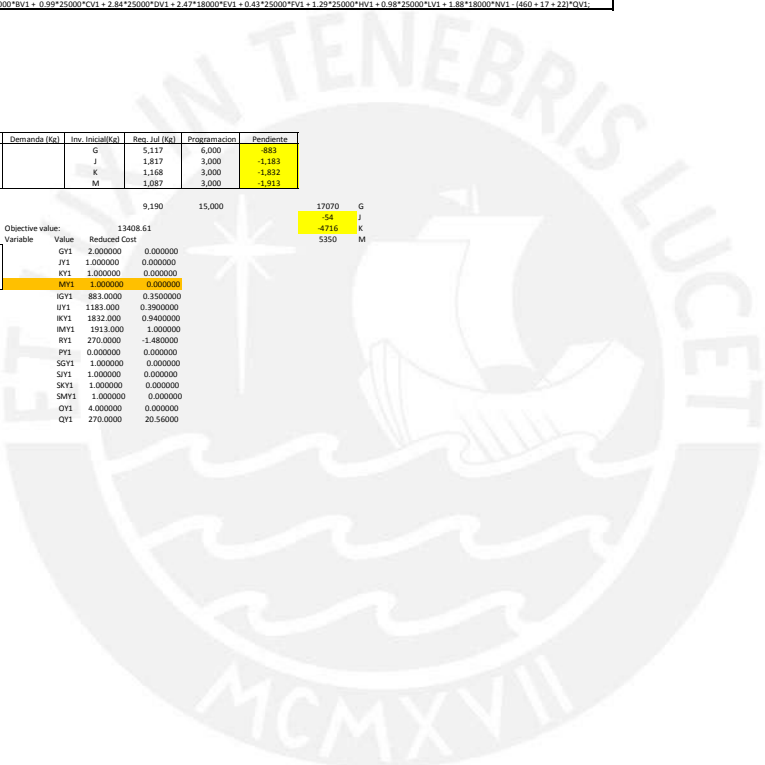 000*BV1 + 0.99*25000*CV1 + 2.84*25000*DV1 + 2.47*18000*EV1 + 0.43*25000*FV1 + 1.29*25000*HV1 + 0.98*25000*LV1 + 1.88*18000*NV1 - (460 + 17 + 22)*QV1;
Demanda (Kg) Inv. Inicial(Kg) Req. Jul (Kg) Programacion Pendiente
G 5,117 6,000 -883
J 1,817 3,000 -1,183
K 1,168 3,000 -1,832
M 1,087 3,000 -1,913
9,190 15,000 17070 G
-54 J
Objective value: 13408.61 -4716 K
Variable Value Reduced Cost 5350 M
GY1 2.000000 0.000000
JY1 1.000000 0.000000
KY1 1.000000 0.000000
MY1 1.000000 0.000000
IGY1 883.0000 0.3500000
IJY1 1183.000 0.3900000
IKY1 1832.000 0.9400000
IMY1 1913.000 1.000000
RY1 270.0000 -1.480000
PY1 0.000000 0.000000
SGY1 1.000000 0.000000
SJY1 1.000000 0.000000
SKY1 1.000000 0.000000
SMY1 1.000000 0.000000
OY1 4.000000 0.000000
QY1 270.0000 20.56000
ET LUX IN TENEBRIS LUCET
MCMXVII